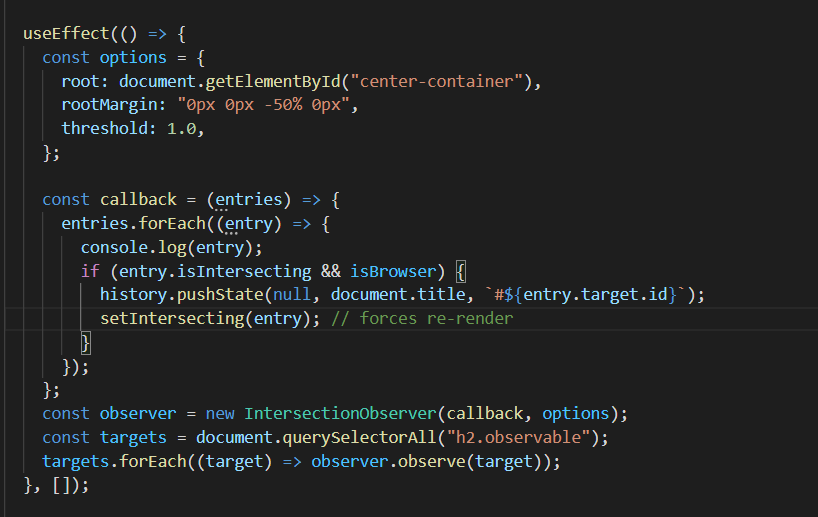 useEffect(() => {
  const options = {
    root: document.getElementById("center-container"),
    rootMargin: "0px 0px -50% 0px",
    threshold: 1.0,
  };

  const callback = (entries) => {
    entries.forEach((entry) => {
      console.log(entry);
      if (entry.isIntersecting && isBrowser) {
        history.pushState(null, document.title, `#${entry.target.id}`);
        setIntersecting(entry); // forces re-render
      }
    });
  };
  const observer = new IntersectionObserver(callback, options);
  const targets = document.querySelectorAll("h2.observable");
  targets.forEach((target) => observer.observe(target));
}, []);